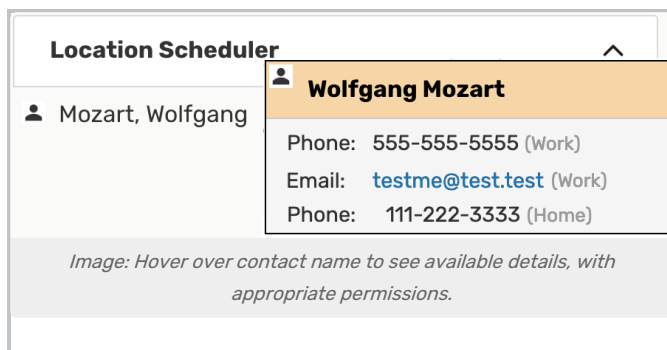 Location Scheduler
Wolfgang Mozart
Mozart, Wolfgang
Phone: 555-555-5555 (Work)
Email: testme@test.test (Work)
Phone: 111-222-3333 (Home)
Image: Hover over contact name to see available details, with
appropriate permissions.